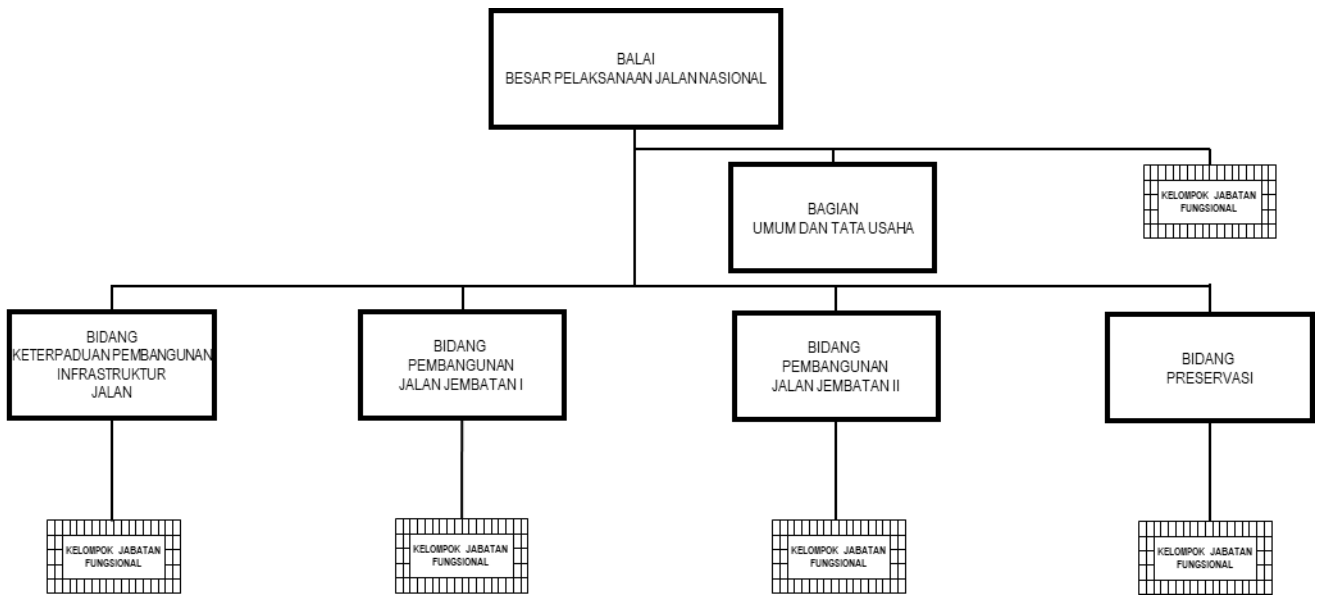 BALAI
BESAR PELAKSANAAN JALAN NASIONAL
BAGIAN
UMUM DAN TATA USAHA
KELOMPOK JABATAN
FUNGSIONAL
BIDANG
KETERPADUAN PEMBANGUNAN
INFRASTRUKTUR
JALAN
BIDANG
PEMBANGUNAN
JALAN JEMBATAN I
BIDANG
PEMBANGUNAN
JALAN JEMBATAN II
BIDANG
PRESERVASI
KELOMPOK JABATAN
FUNGSIONAL
KELOMPOK JABATAN
FUNGSIONAL
KELOMPOK JABATAN
FUNGSIONAL
KELOMPOK JABATAN
FUNGSIONAL